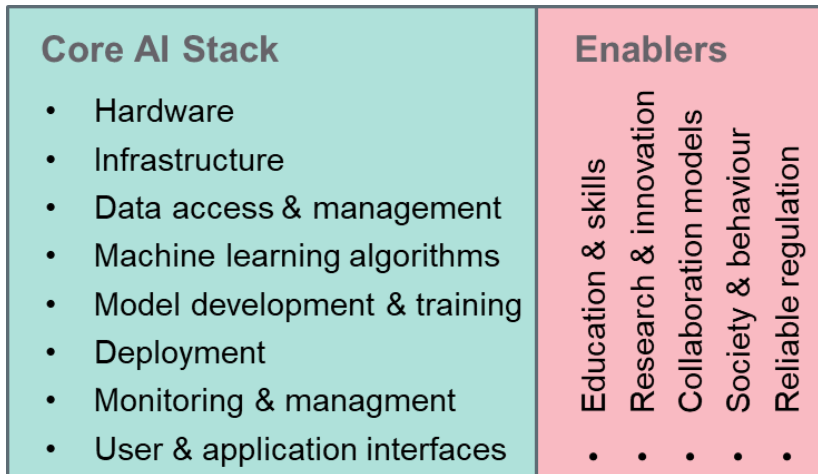 Core AI Stack
• Hardware
• Infrastructure
• Data access & management
• Machine learning algorithms
• Model development & training
• Deployment
• Monitoring & managment
• User & application interfaces
Enablers
• Education & skills
• Research & innovation
• Collaboration models
• Society & behaviour
• Reliable regulation